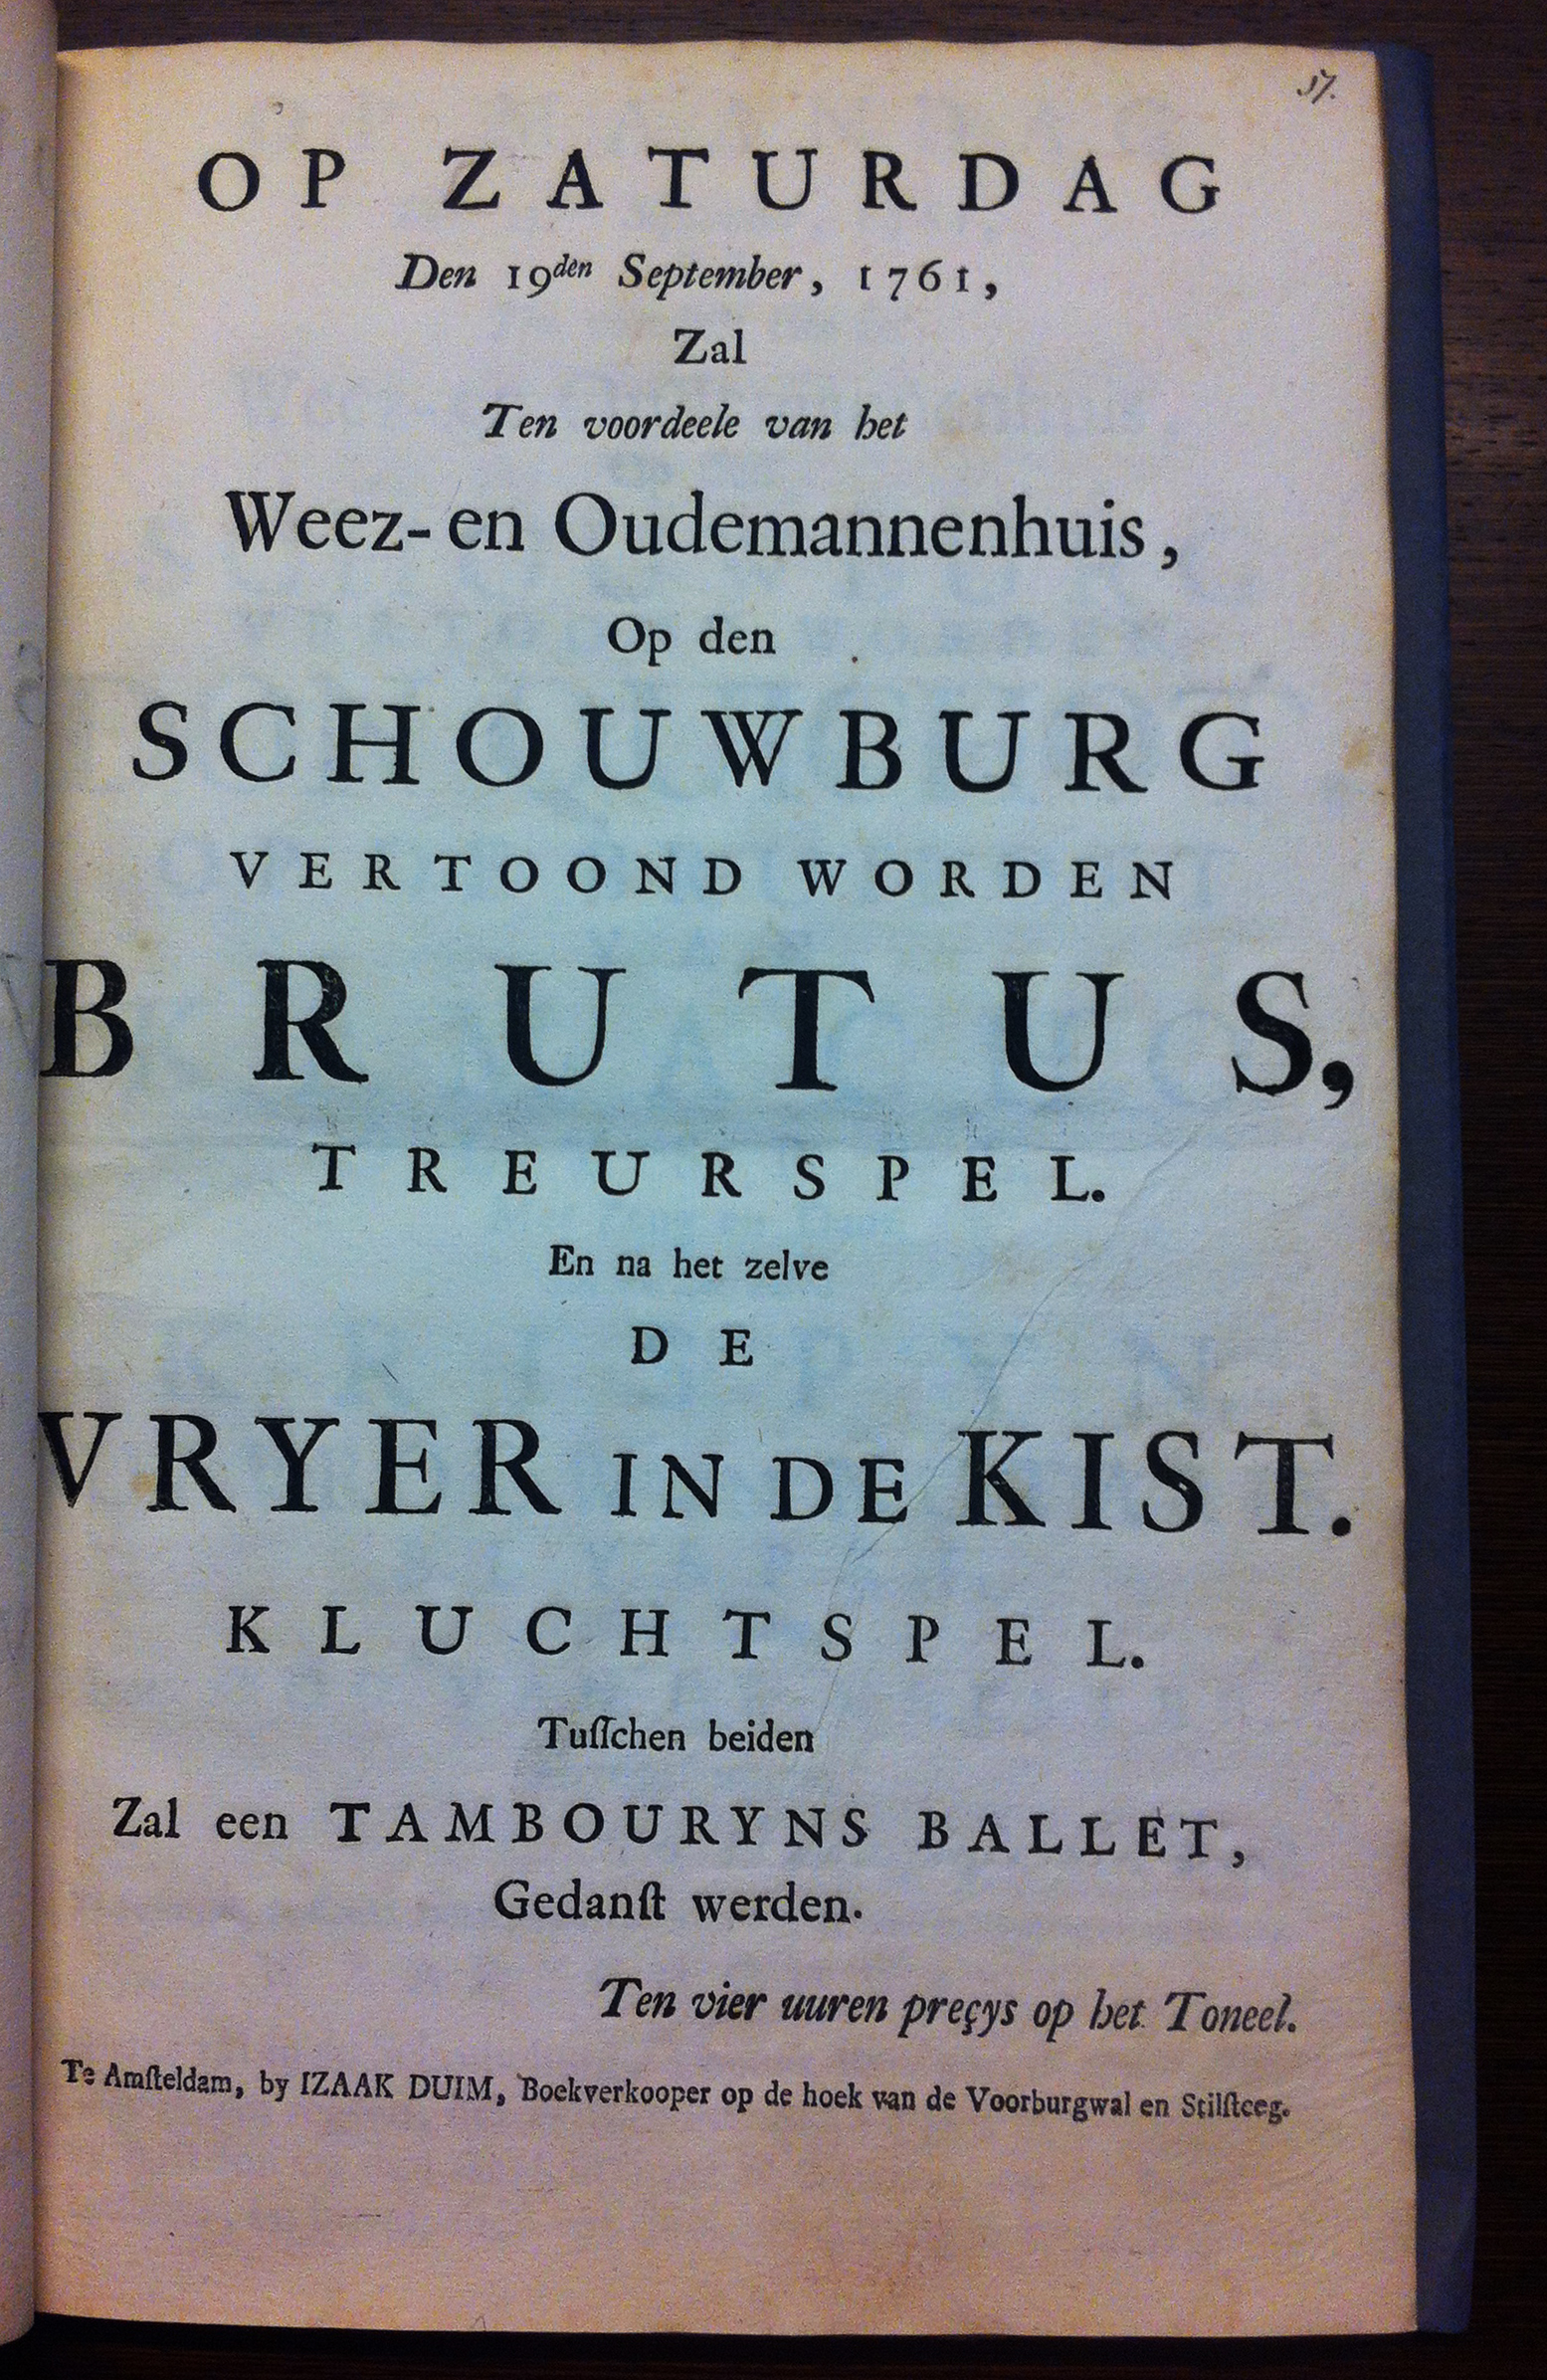 57.
OP ZATURDAG
Den 19den September, 1761,
Zal
Ten voordeele van het
Weez- en Oudemannenhuis,
Op den
SCHOUWBURG
VERTOOND WORDEN
BRUTUS,
TREURSPEL.
En na het zelve
DE
VRYER IN DE KIST.
KLUCHTSPEL.
Tuſſchen beiden
Zal een TAMBOURYNS BALLET,
Gedanſt werden.
Ten vier uuren preçys op het Toneel.
Te Amſteldam, by IZAAK DUIM, Boekverkooper op de hoek van de Voorburgwal en Stilſteeg.